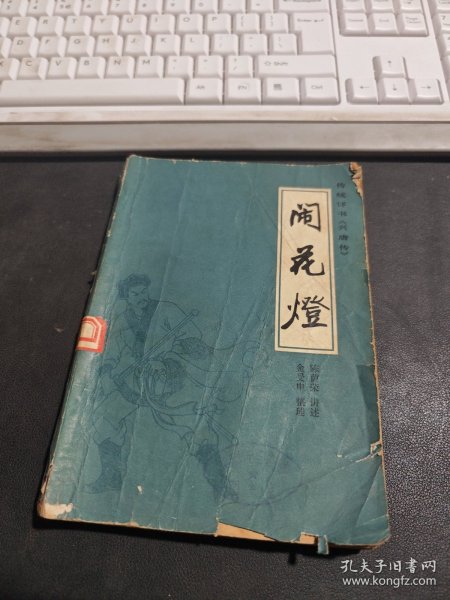 传统评书《兴唐传》
闹花燈
陈荫荣 讲述
金受申 整理
孔夫子旧书网
www.kongfz.com